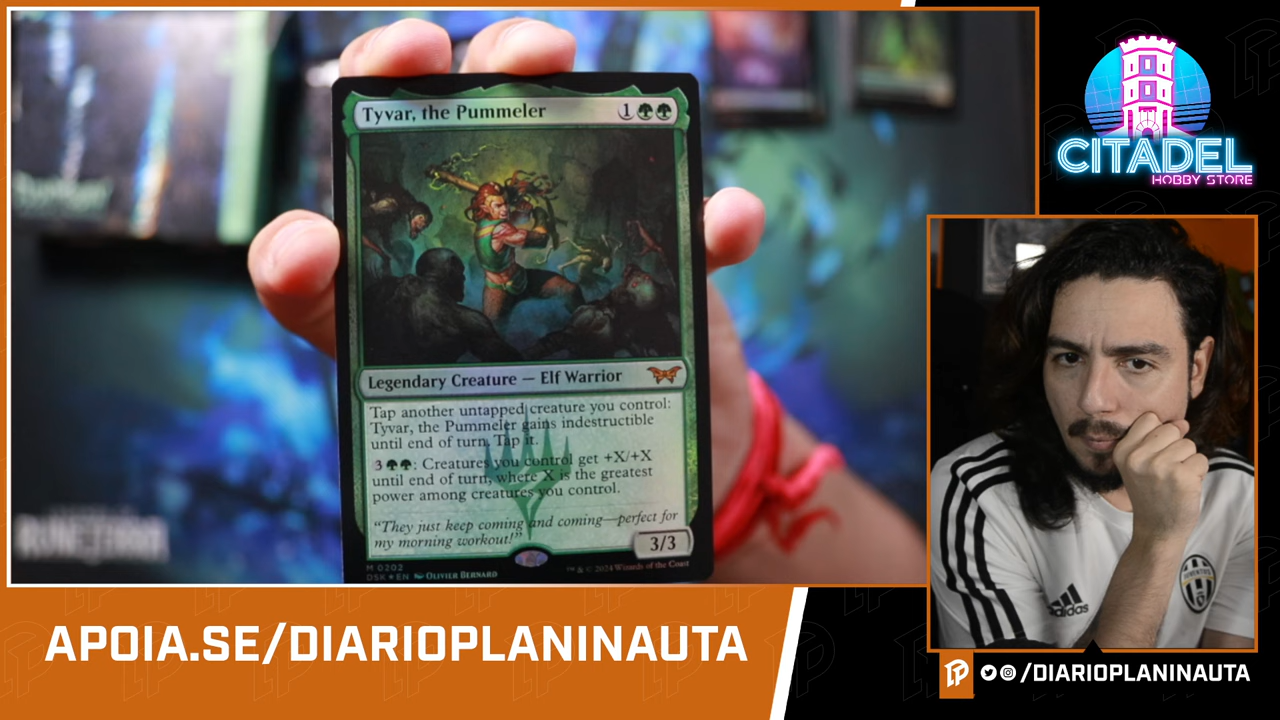 Tyvar, the Pummeler 1
Legendary Creature — Elf Warrior
Tap another untapped creature you control:
Tyvar, the Pummeler gains indestructible
until end of turn. Tap it.
3 : Creatures you control get +X/+X
until end of turn, where X is the greatest
power among creatures you control.
“They just keep coming and coming—perfect for
my morning workout!”
3/3
M 0202
DSK ★ EN OLIVIER BERNARD
™ & © 2024 Wizards of the Coast
CITADEL
HOBBY STORE
adidas
JUVENTUS
APOIA.SE/DIARIOPLANINAUTA
/DIARIOPLANINAUTA